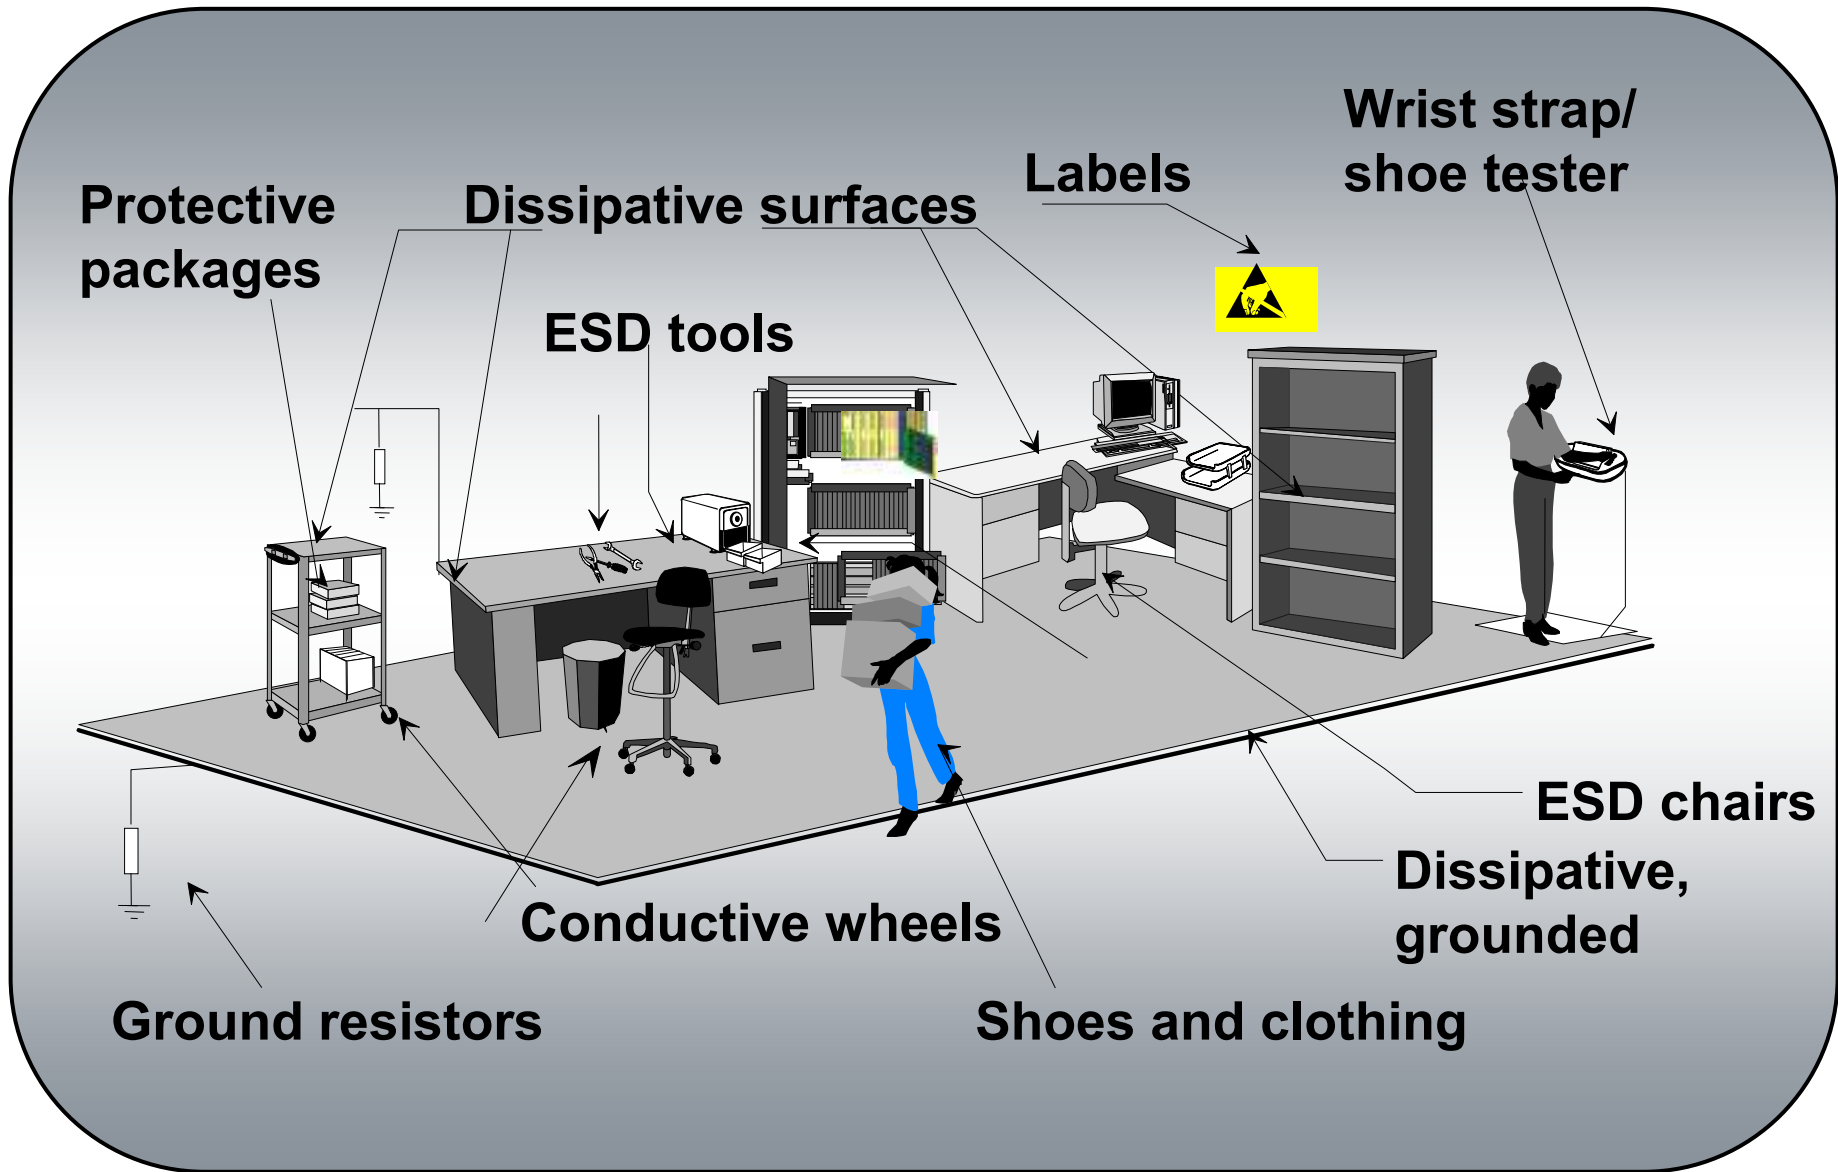 Wrist strap/
shoe tester
Labels
Protective
packages
Dissipative surfaces
ESD tools
ESD chairs
Dissipative,
grounded
Conductive wheels
Ground resistors
Shoes and clothing